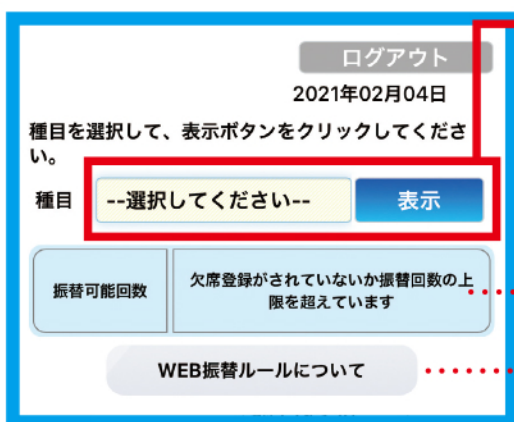 ログアウト
2021年02月04日
種目を選択して、表示ボタンをクリックしてくださ
い。
種目 --選択してください-- 表示
振替可能回数 欠席登録がされていないか振替回数の上
限を超えています
WEB振替ルールについて